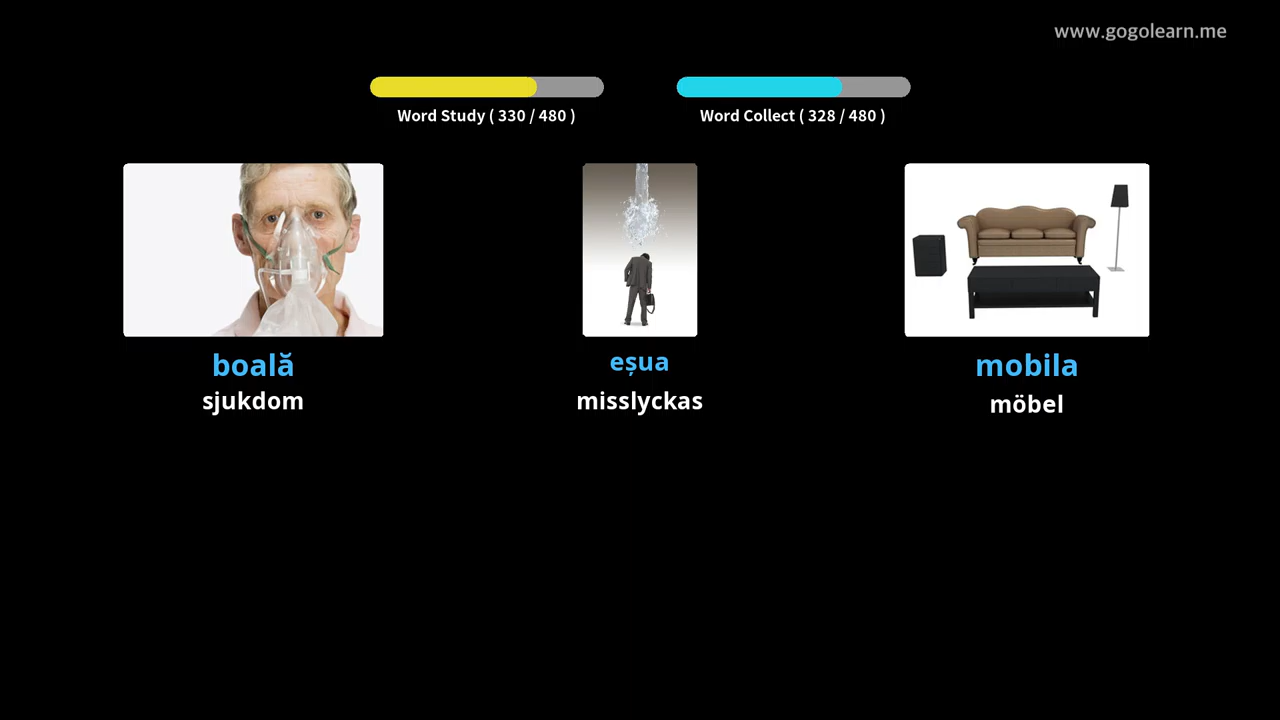 www.gogolearn.me
Word Study ( 330 / 480 )
Word Collect ( 328 / 480 )
boală
eșua
mobila
sjukdom
misslyckas
möbel